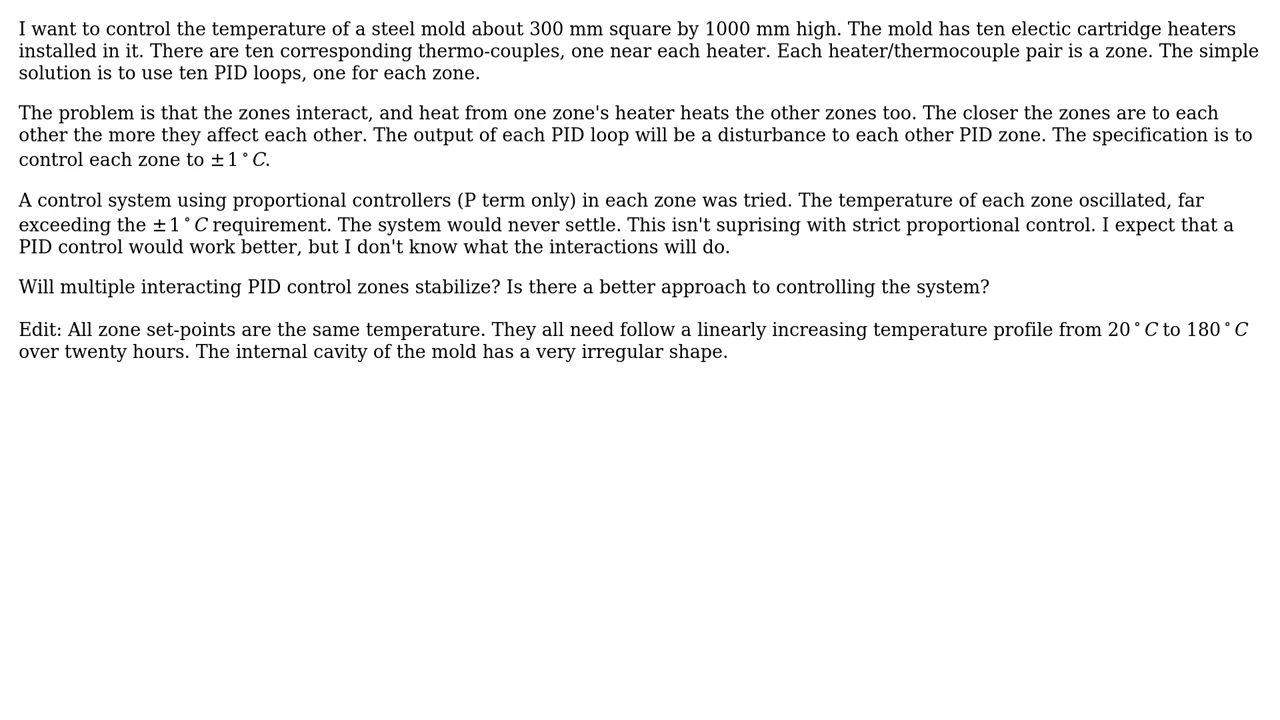 I want to control the temperature of a steel mold about 300 mm square by 1000 mm high. The mold has ten electic cartridge heaters
installed in it. There are ten corresponding thermo-couples, one near each heater. Each heater/thermocouple pair is a zone. The simple
solution is to use ten PID loops, one for each zone.
The problem is that the zones interact, and heat from one zone's heater heats the other zones too. The closer the zones are to each
other the more they affect each other. The output of each PID loop will be a disturbance to each other PID zone. The specification is to
control each zone to ±1°C.
A control system using proportional controllers (P term only) in each zone was tried. The temperature of each zone oscillated, far
exceeding the ±1°C requirement. The system would never settle. This isn't suprising with strict proportional control. I expect that a
PID control would work better, but I don't know what the interactions will do.
Will multiple interacting PID control zones stabilize? Is there a better approach to controlling the system?
Edit: All zone set-points are the same temperature. They all need follow a linearly increasing temperature profile from 20°C to 180°C
over twenty hours. The internal cavity of the mold has a very irregular shape.